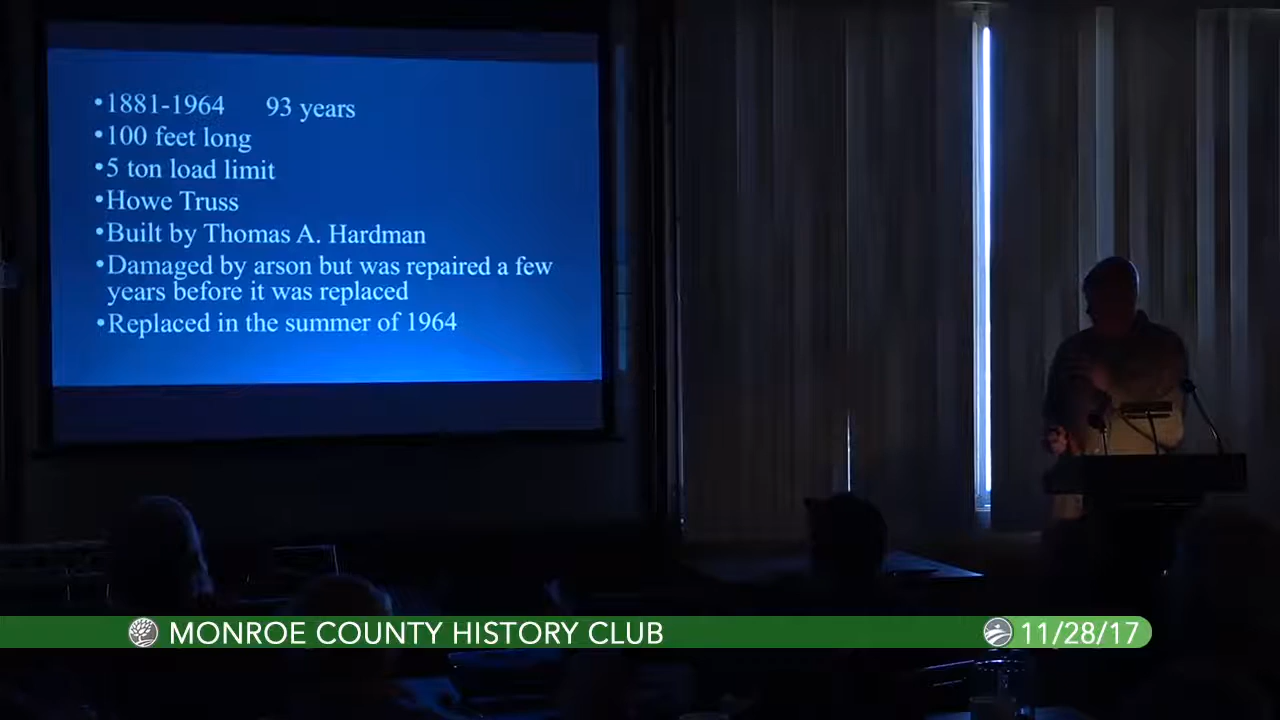 •1881-1964 93 years
•100 feet long
•5 ton load limit
•Howe Truss
•Built by Thomas A. Hardman
•Damaged by arson but was repaired a few
years before it was replaced
•Replaced in the summer of 1964
MONROE COUNTY HISTORY CLUB
11/28/17